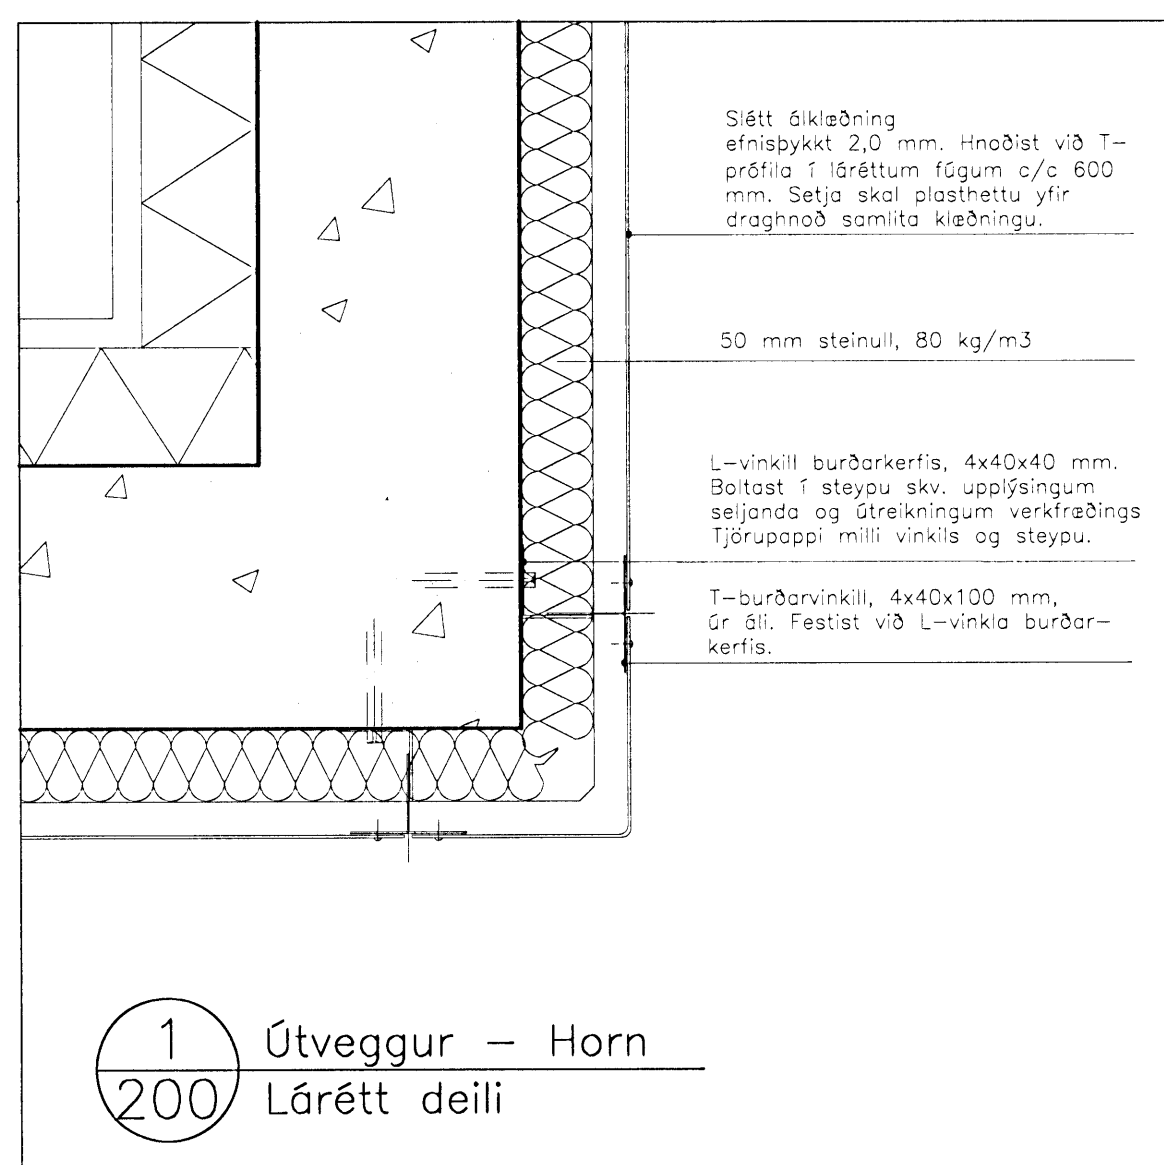 Slétt álklæðning
efnisþykkt 2,0 mm. Hnoðist við T-
prófíla í láréttum fúgum c/c 600
mm. Setja skal plasthettu yfir
draghnoð samlita klæðningu.
50 mm steinull, 80 kg/m3
L-vinkill burðarkerfis, 4x40x40 mm.
Boltast í steypu skv. upplýsingum
seljanda og útreikningum verkfræðings
Tjörupappi milli vinkils og steypu.
T-burðarvinkill, 4x40x100 mm,
úr áli. Festist við L-vinkla burðar-
kerfis.
1
200
Útveggur - Horn
Lárétt deili